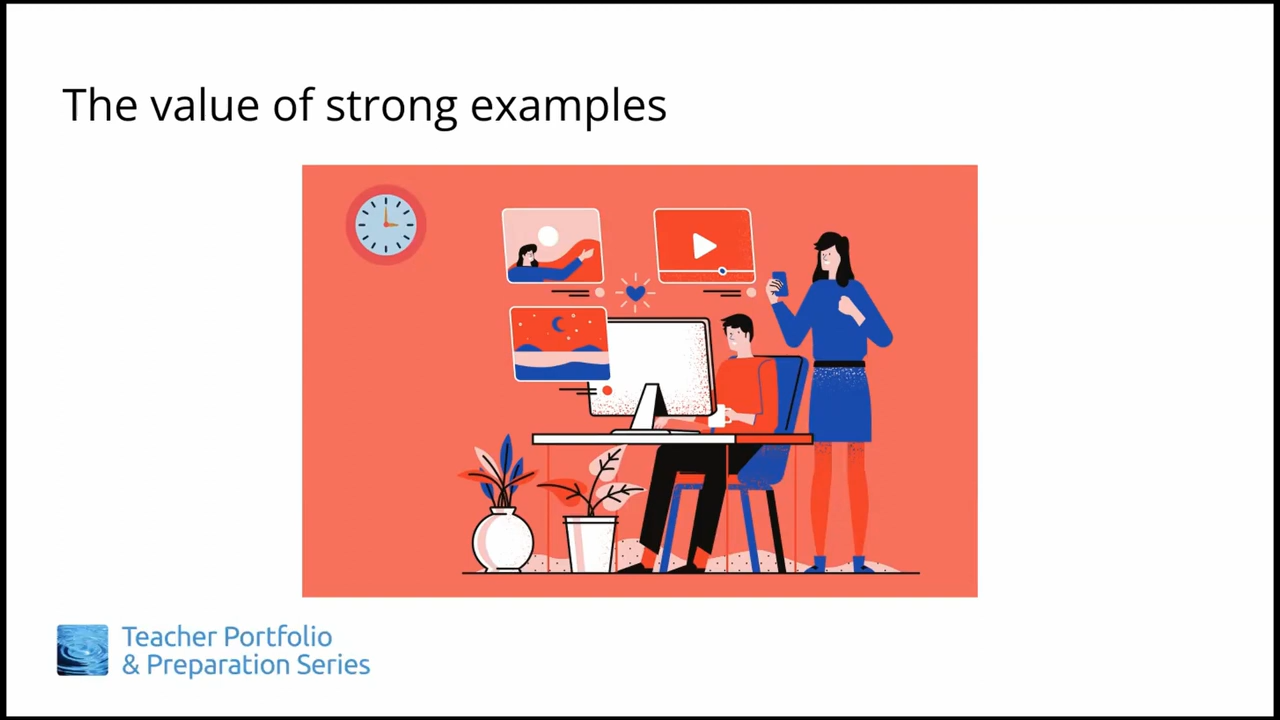 The value of strong examples
Teacher Portfolio
& Preparation Series